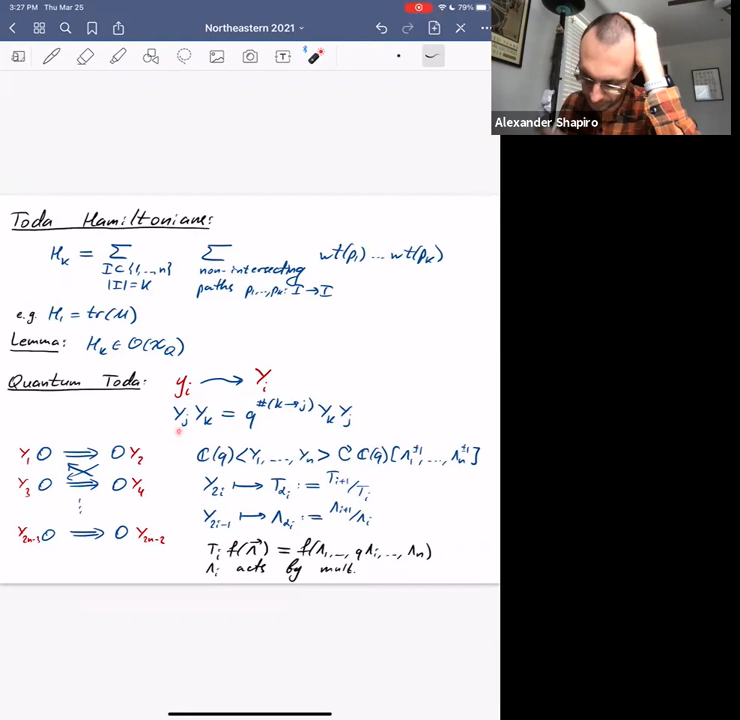 3:27 PM Thu Mar 25
79%
Northeastern 2021
Alexander Shapiro
Toda Hamiltonians:
H_k = Σ_{I⊂{1,...,n} |I|=k} Σ_{non-intersecting paths p_1,...,p_k: I→I} wt(p_1)...wt(p_k)
e.g. H_1 = tr(M)
Lemma: H_k ∈ O(X_Q)
Quantum Toda: y_i → Y_i
Y_j Y_k = q^{#(k→j)} Y_k Y_j
Y_1 O ⇒ O Y_2
Y_3 O ⇒ O Y_4
⋮
Y_{2n-3} O ⇒ O Y_{2n-2}
C(q)<Y_1,...,Y_n> C C(q)[Λ_1^{±1},...,Λ_n^{±1}]
Y_{2i} ↦ T_{α_i} := T_{i+1}/T_i
Y_{2i-1} ↦ Λ_{α_i} := Λ_{i+1}/Λ_i
T_i f(Λ⃗) = f(Λ_1,...,qΛ_i,...,Λ_n)
Λ_i acts by mult.